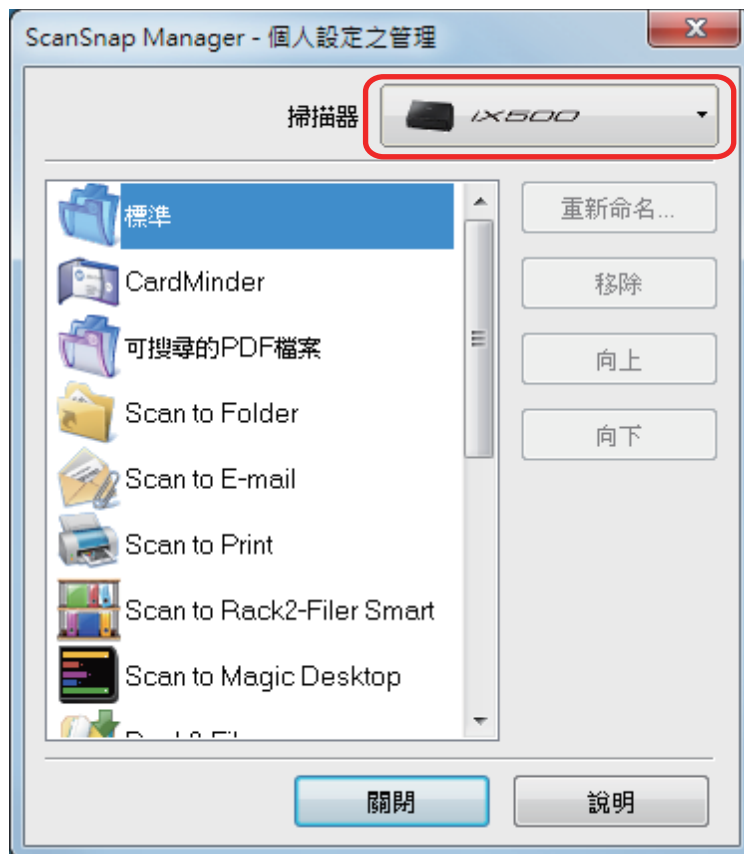 ScanSnap Manager - 個人設定之管理
掃描器 iX500
標準
CardMinder
可搜尋的PDF檔案
Scan to Folder
Scan to E-mail
Scan to Print
Scan to Rack2-Filer Smart
Scan to Magic Desktop
重新命名...
移除
向上
向下
關閉
說明